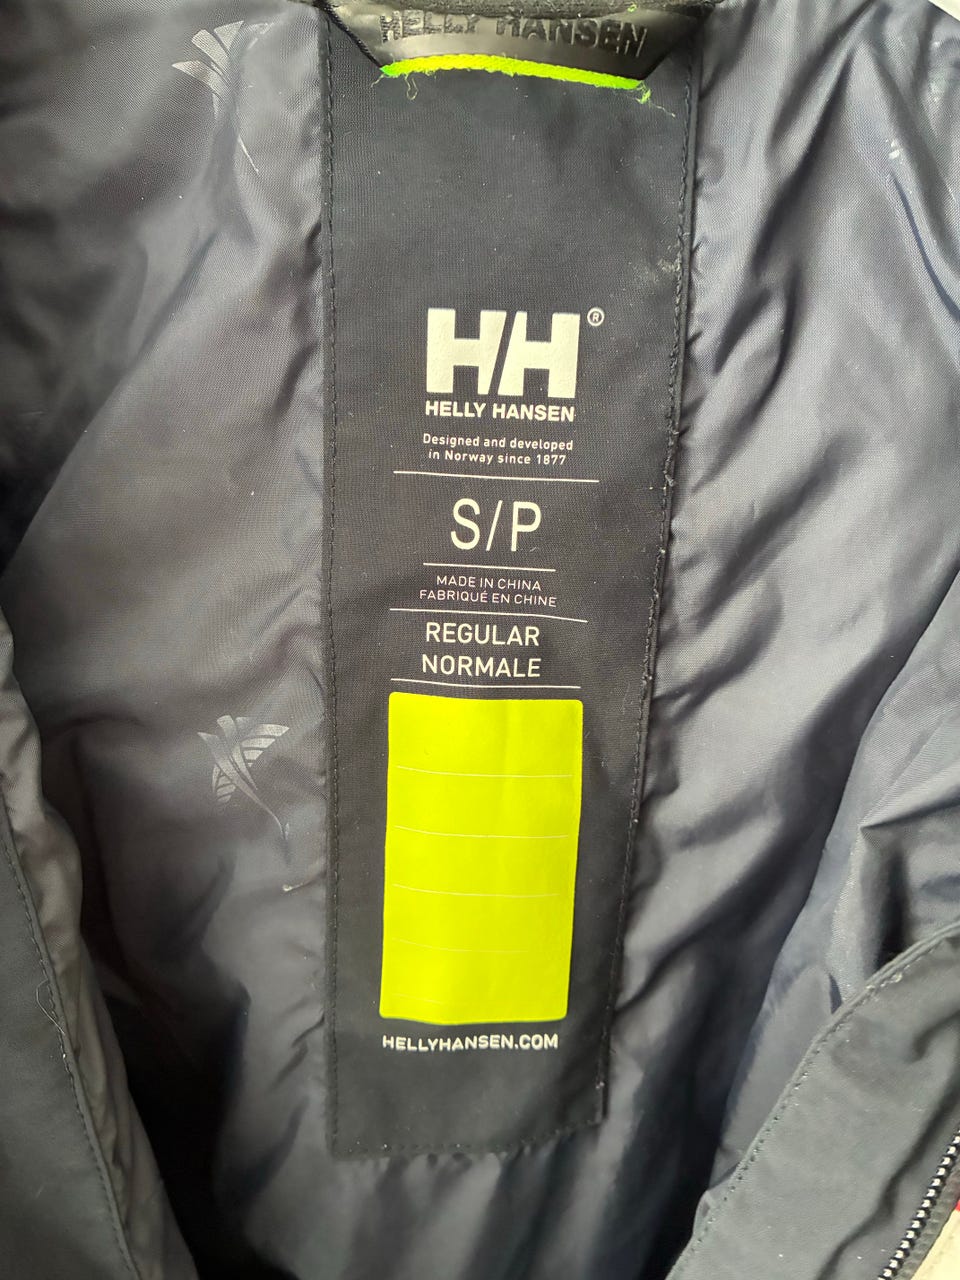 HELLY HANSEN
HH®
HELLY HANSEN
Designed and developed
in Norway since 1877
S/P
MADE IN CHINA
FABRIQUÉ EN CHINE
REGULAR
NORMALE
HELLYHANSEN.COM